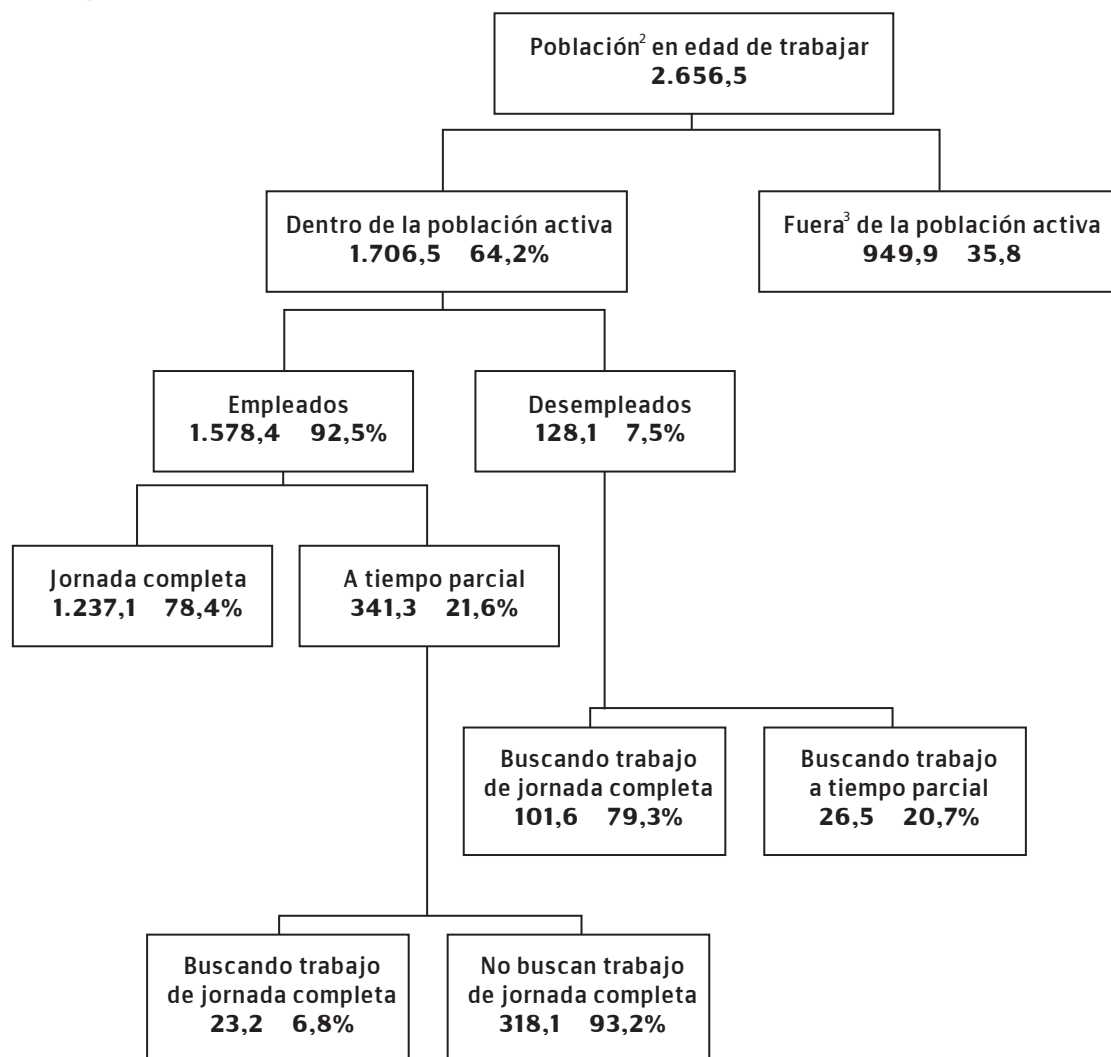 Población² en edad de trabajar
2.656,5
Dentro de la población activa
1.706,5 64,2%
Fuera³ de la población activa
949,9 35,8
Empleados
1.578,4 92,5%
Desempleados
128,1 7,5%
Jornada completa
1.237,1 78,4%
A tiempo parcial
341,3 21,6%
Buscando trabajo
de jornada completa
101,6 79,3%
Buscando trabajo
a tiempo parcial
26,5 20,7%
Buscando trabajo
de jornada completa
23,2 6,8%
No buscan trabajo
de jornada completa
318,1 93,2%